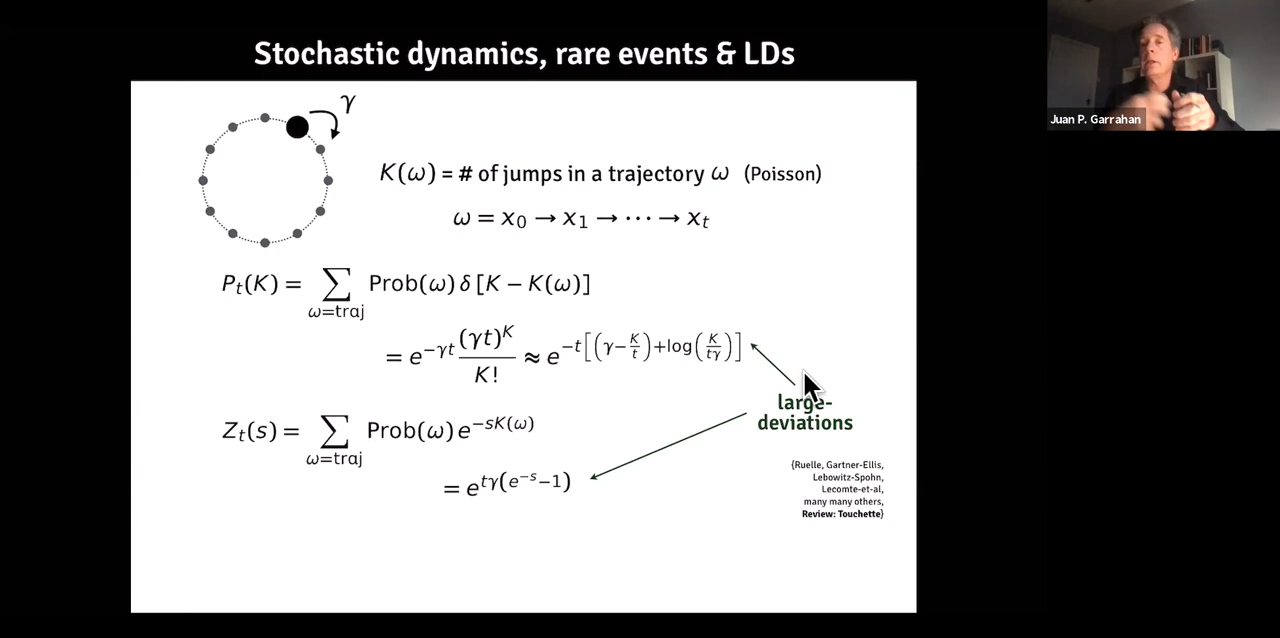 Stochastic dynamics, rare events & LDs
Juan P. Garrahan
γ
K(ω) = # of jumps in a trajectory ω (Poisson)
ω = x₀ → x₁ → ⋯ → xₜ
Pₜ(K) = ∑_{ω=traj} Prob(ω) δ [K − K(ω)]
= e^{−γt} (γt)^K / K! ≈ e^{−t[(γ−K/t)+log(K/tγ)]}
large-
deviations
Zₜ(s) = ∑_{ω=traj} Prob(ω) e^{−sK(ω)}
= e^{tγ(e^{−s}−1)}
{Ruelle, Gartner-Ellis,
Lebowitz-Spohn,
Lecomte-et-al,
many many others,
Review: Touchette}